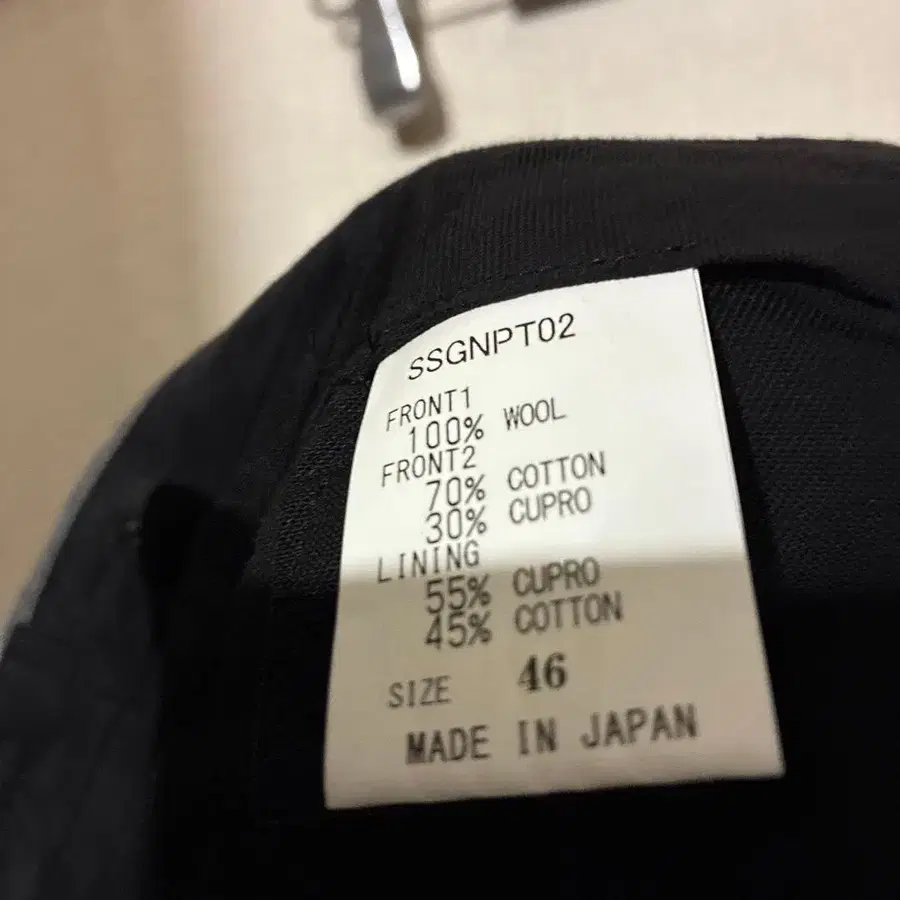 SSGNPT02
FRONT1
100% WOOL
FRONT2
70% COTTON
30% CUPRO
LINING
55% CUPRO
45% COTTON
SIZE 46
MADE IN JAPAN